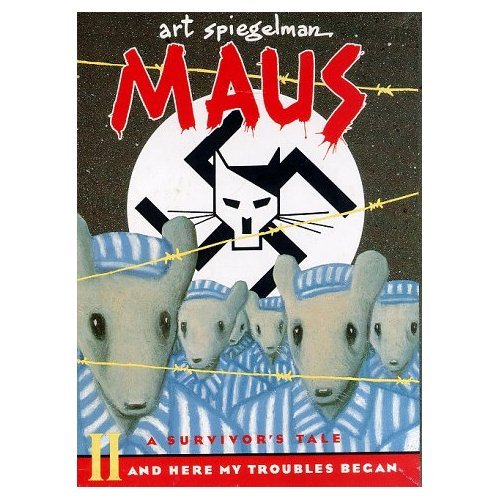 art spiegelman
MAUS
A SURVIVOR'S TALE
II
AND HERE MY TROUBLES BEGAN